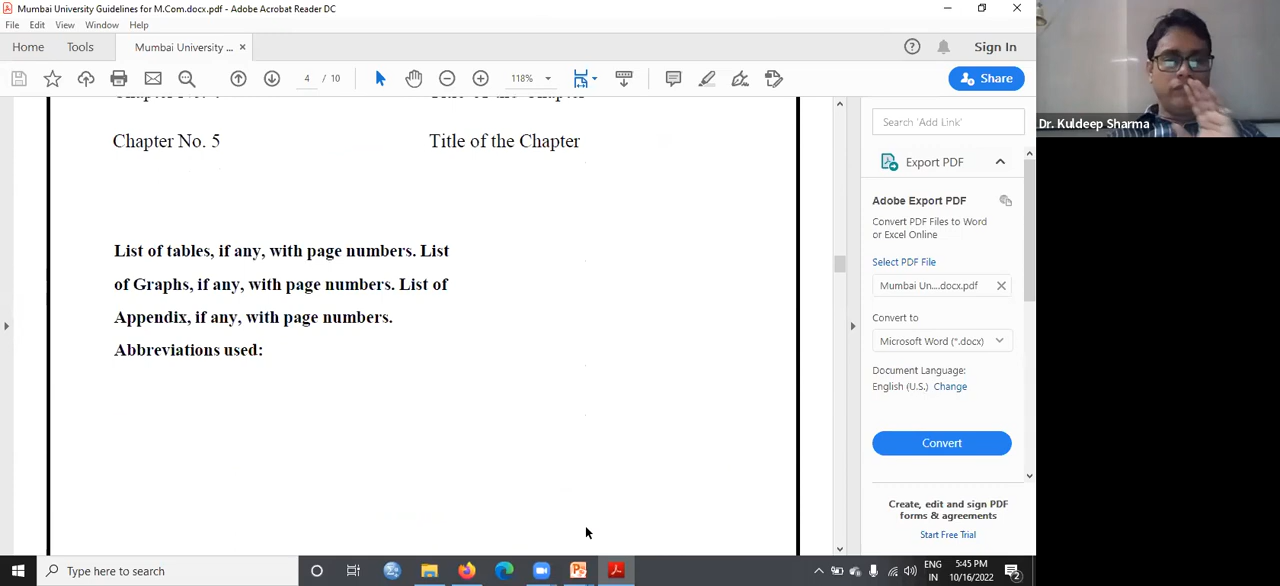 Mumbai University Guidelines for M.Com.docx.pdf - Adobe Acrobat Reader DC
File Edit View Window Help
Home Tools Mumbai University ... × Sign In
4 / 10 118% Share
Chapter No. 5 Title of the Chapter
List of tables, if any, with page numbers. List
of Graphs, if any, with page numbers. List of
Appendix, if any, with page numbers.
Abbreviations used:
Search 'Add Link'
Export PDF
Adobe Export PDF
Convert PDF Files to Word
or Excel Online
Select PDF File
Mumbai Un....docx.pdf
Convert to
Microsoft Word (*.docx)
Document Language:
English (U.S.) Change
Convert
Create, edit and sign PDF
forms & agreements
Start Free Trial
Dr. Kuldeep Sharma
Type here to search
ENG
IN
5:45 PM
10/16/2022
2